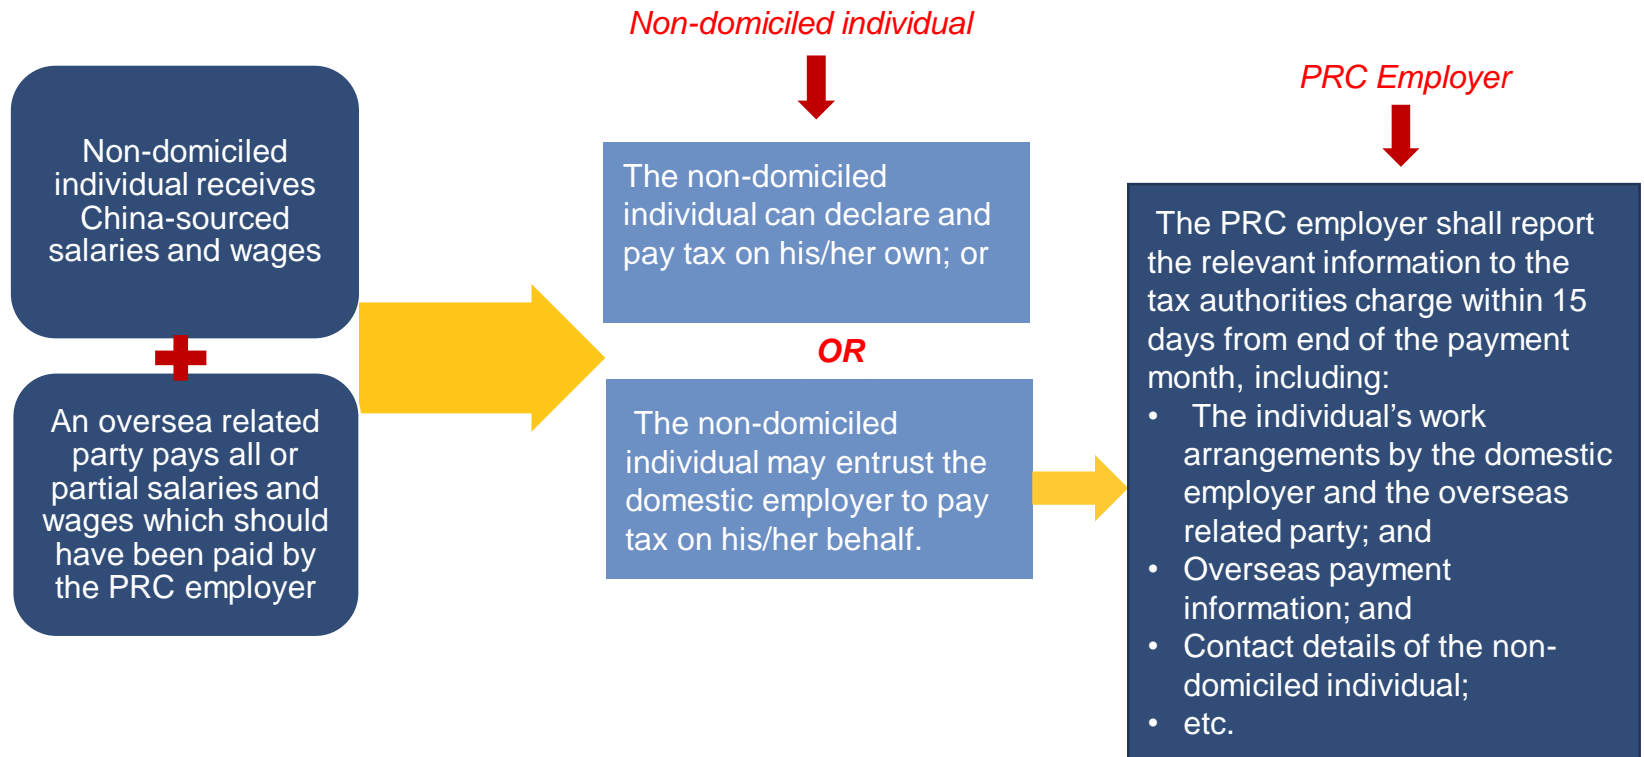 Non-domiciled
individual receives
China-sourced
salaries and wages
An oversea related
party pays all or
partial salaries and
wages which should
have been paid by
the PRC employer
Non-domiciled individual
The non-domiciled
individual can declare and
pay tax on his/her own; or
OR
The non-domiciled
individual may entrust the
domestic employer to pay
tax on his/her behalf.
PRC Employer
The PRC employer shall report
the relevant information to the
tax authorities charge within 15
days from end of the payment
month, including:
• The individual’s work
arrangements by the domestic
employer and the overseas
related party; and
• Overseas payment
information; and
• Contact details of the non-
domiciled individual;
• etc.